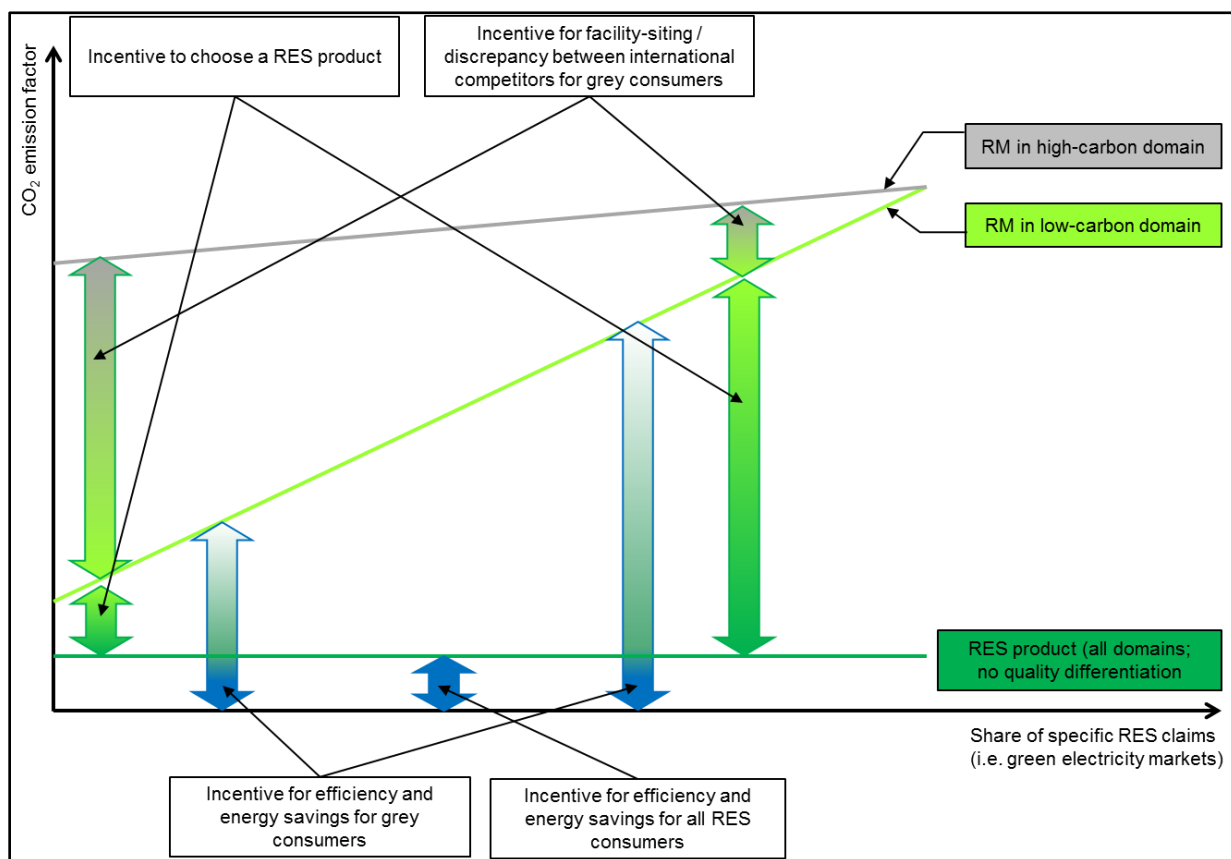 Incentive to choose a RES product
Incentive for facility-siting /
discrepancy between international
competitors for grey consumers
CO₂ emission factor
RM in high-carbon domain
RM in low-carbon domain
RES product (all domains;
no quality differentiation
Share of specific RES claims
(i.e. green electricity markets)
Incentive for efficiency and
energy savings for grey
consumers
Incentive for efficiency and
energy savings for all RES
consumers